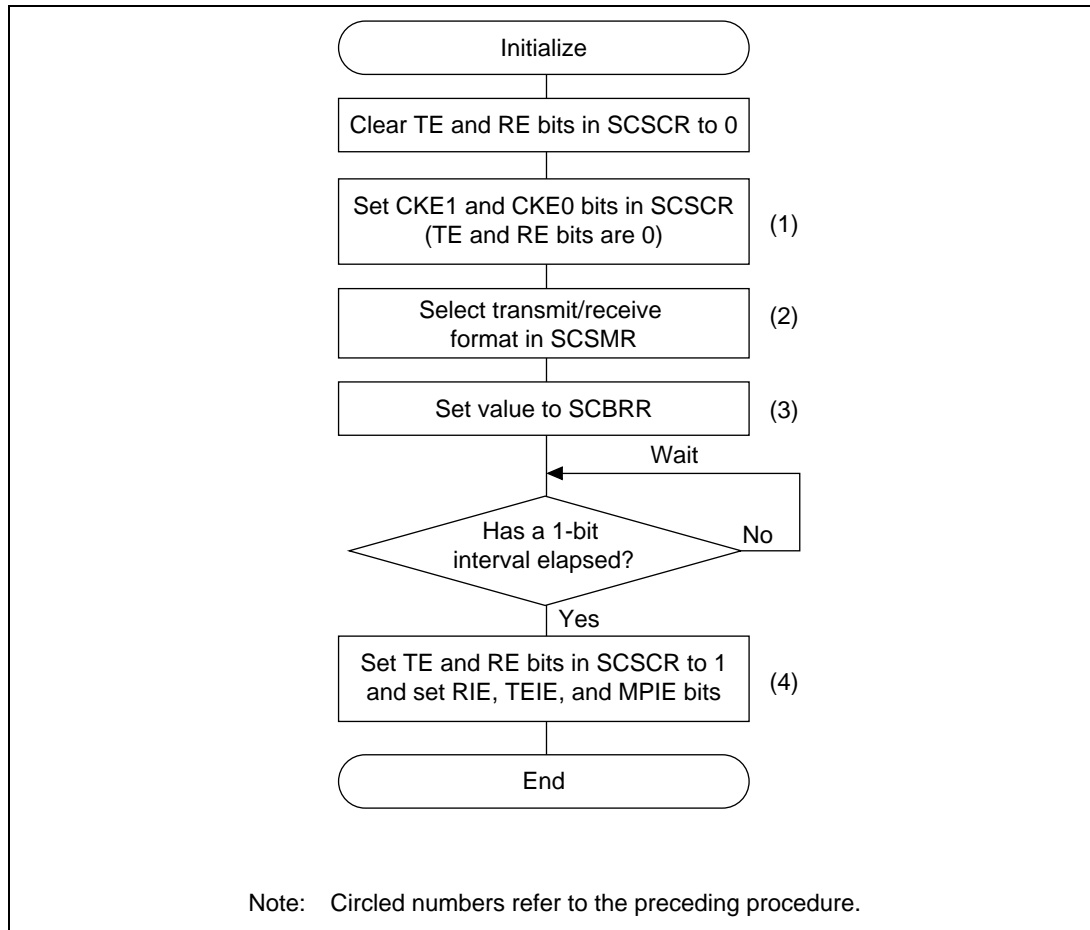 Initialize
Clear TE and RE bits in SCSCR to 0
Set CKE1 and CKE0 bits in SCSCR
(TE and RE bits are 0)
(1)
Select transmit/receive
format in SCSMR
(2)
Set value to SCBRR
(3)
Wait
Has a 1-bit
interval elapsed?
No
Yes
Set TE and RE bits in SCSCR to 1
and set RIE, TEIE, and MPIE bits
(4)
End
Note: Circled numbers refer to the preceding procedure.